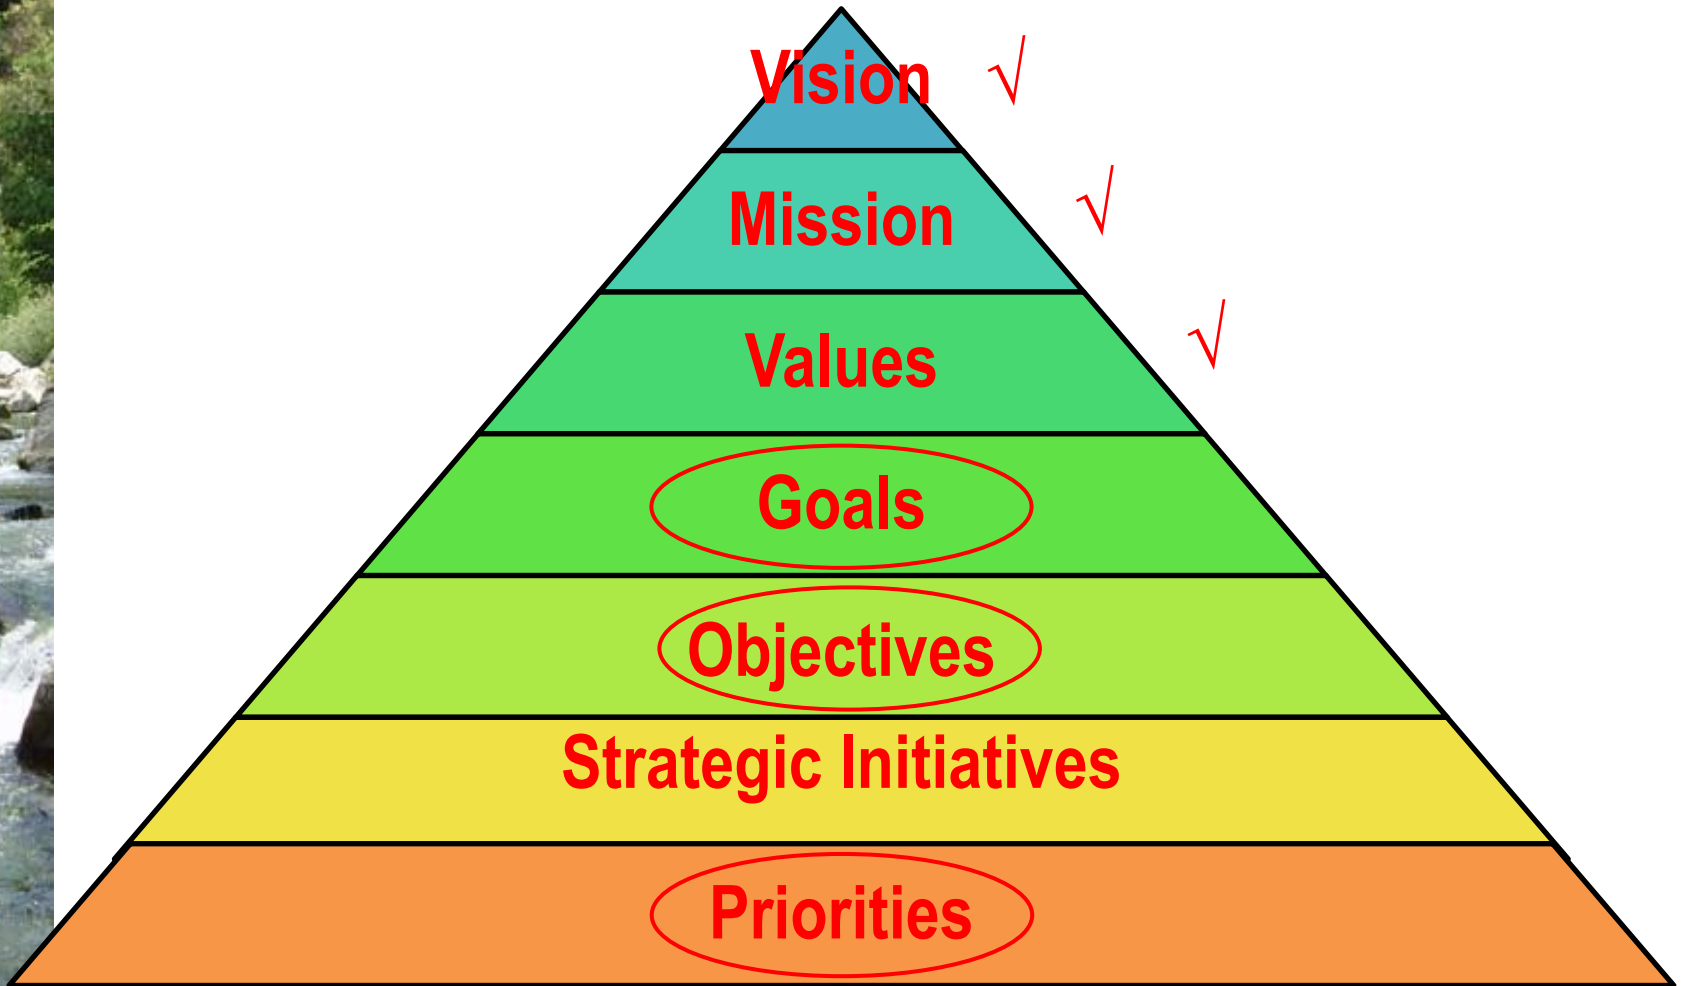 Vision √
Mission √
Values √
Goals
Objectives
Strategic Initiatives
Priorities